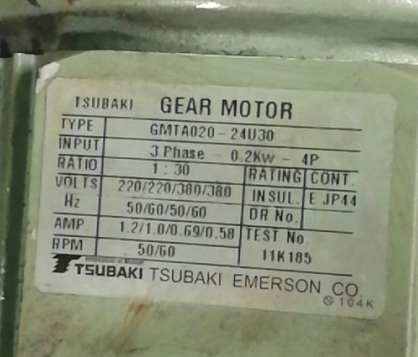 TSUBAKI GEAR MOTOR
TYPE GMTA020-24U30
INPUT 3 Phase - 0.2Kw - 4P
RATIO 1:30 RATING CONT.
VOLTS 220/220/380/380 INSUL. E JP44
Hz 50/60/50/60 DR No.
AMP 1.2/1.0/0.69/0.58 TEST No.
RPM 50/60 11K185
TSUBAKI TSUBAKI EMERSON CO.
104K